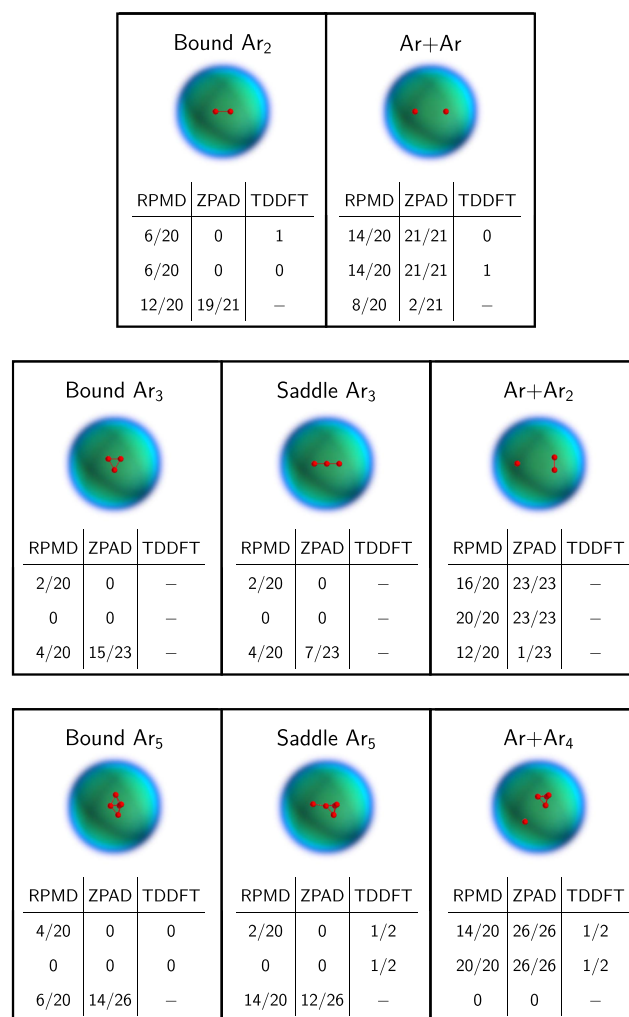 Bound Ar₂ Ar+Ar
RPMD ZPAD TDDFT RPMD ZPAD TDDFT
6/20 0 1 14/20 21/21 0
6/20 0 0 14/20 21/21 1
12/20 19/21 – 8/20 2/21 –
Bound Ar₃ Saddle Ar₃ Ar+Ar₂
RPMD ZPAD TDDFT RPMD ZPAD TDDFT RPMD ZPAD TDDFT
2/20 0 – 2/20 0 – 16/20 23/23 –
0 0 – 0 0 – 20/20 23/23 –
4/20 15/23 – 4/20 7/23 – 12/20 1/23 –
Bound Ar₅ Saddle Ar₅ Ar+Ar₄
RPMD ZPAD TDDFT RPMD ZPAD TDDFT RPMD ZPAD TDDFT
4/20 0 0 2/20 0 1/2 14/20 26/26 1/2
0 0 0 0 0 1/2 20/20 26/26 1/2
6/20 14/26 – 14/20 12/26 – 0 0 –